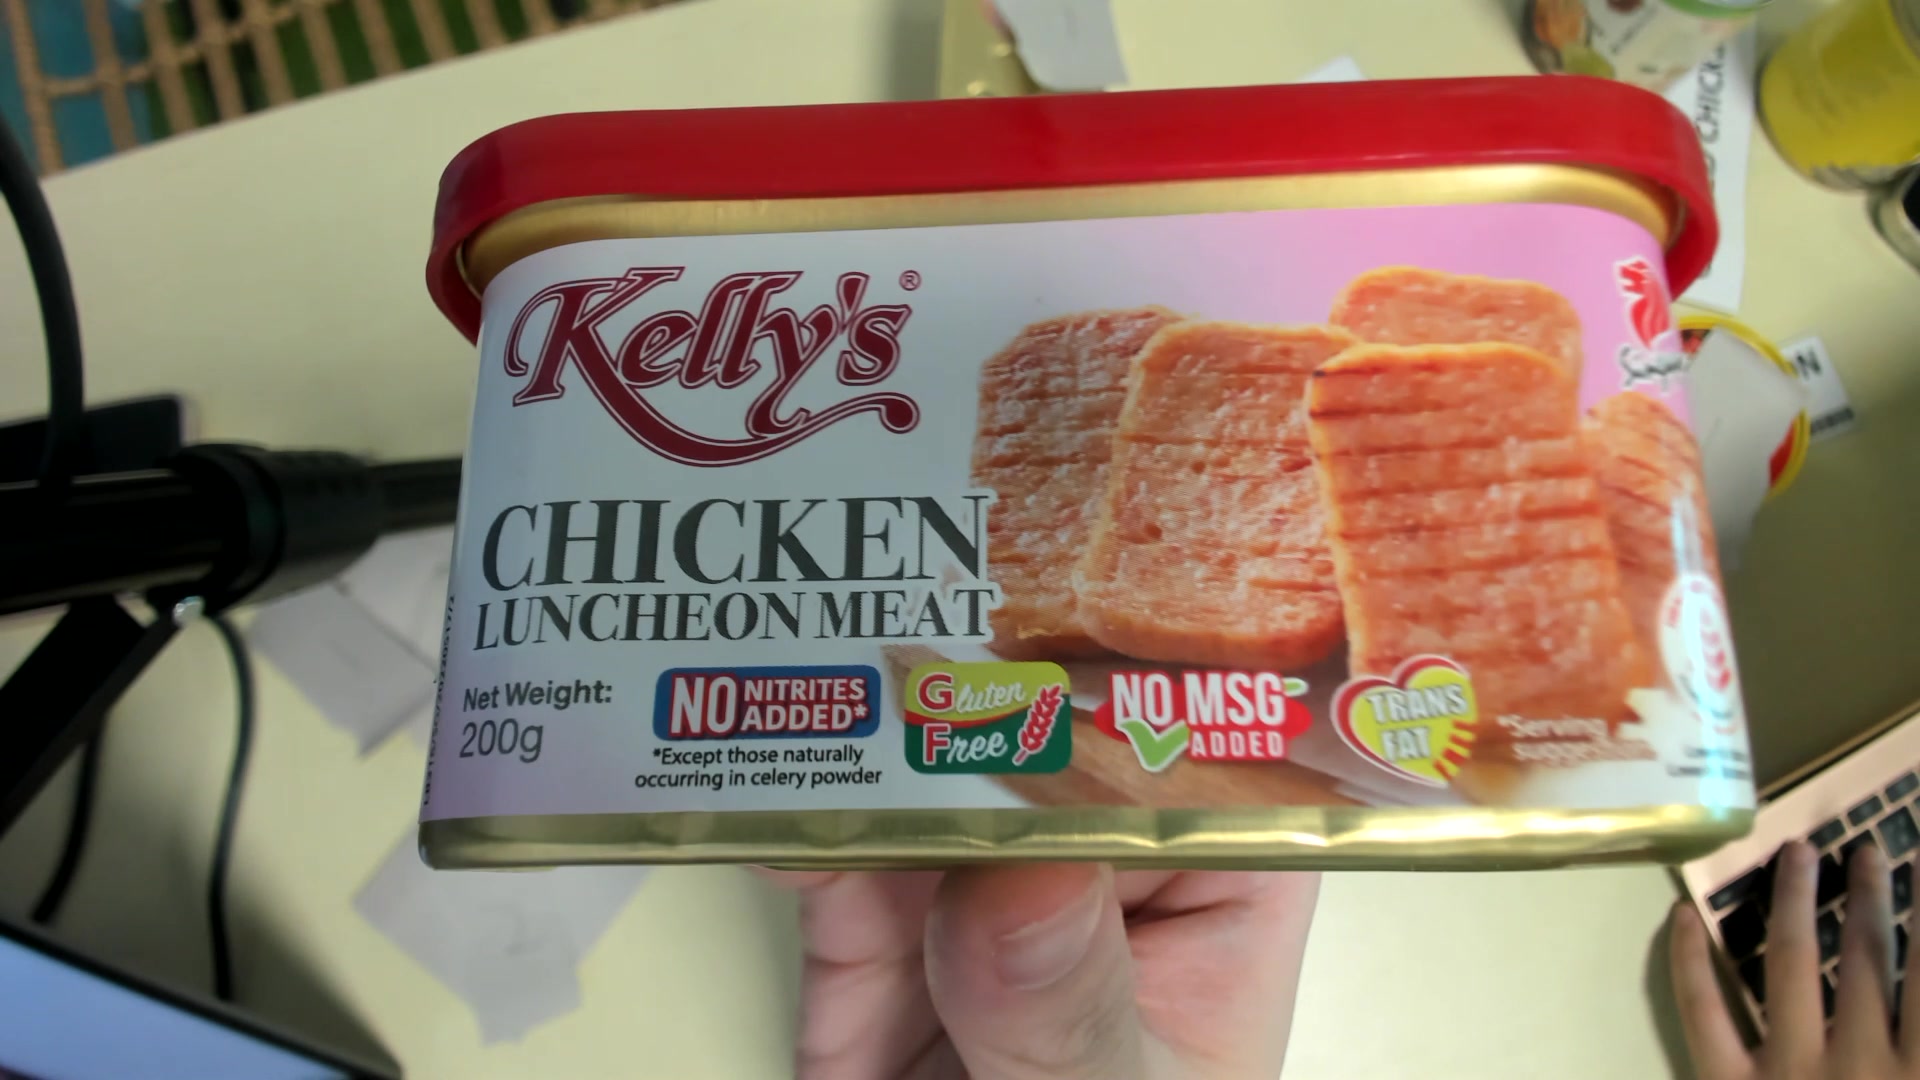 Kelly's®
CHICKEN
LUNCHEON MEAT
Net Weight:
200g
NO NITRITES
ADDED*
*Except those naturally
occurring in celery powder
Gluten
Free
NO MSG
ADDED
TRANS
FAT
*Serving
suggestion
CHICK
N